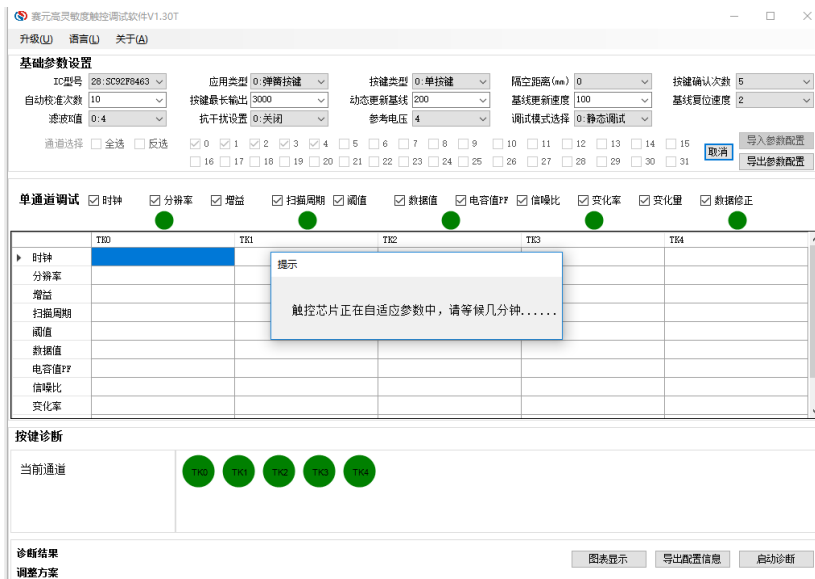 赛元高灵敏度触控调试软件V1.30T
升级(U) 语言(L) 关于(A)
基础参数设置
IC型号 28:SC92F8463 应用类型 0:弹簧按键 按键类型 0:单按键 隔空距离(mm) 0 按键确认次数 5
自动校准次数 10 按键最长输出 3000 动态更新基线 200 基线更新速度 100 基线复位速度 2
滤波K值 0:4 抗干扰设置 0:关闭 参考电压 4 调试模式选择 0:静态调试
通道选择 全选 反选 0 1 2 3 4 5 6 7 8 9 10 11 12 13 14 15 取消 导入参数配置
16 17 18 19 20 21 22 23 24 25 26 27 28 29 30 31 导出参数配置
单通道调试 时钟 分辨率 增益 扫描周期 阈值 数据值 电容值PF 信噪比 变化率 变化量 数据修正
TK0 TK1 TK2 TK3 TK4
时钟
分辨率
增益
扫描周期
阈值
数据值
电容值PF
信噪比
变化率
提示
触控芯片正在自适应参数中，请等候几分钟......
按键诊断
当前通道 TK0 TK1 TK2 TK3 TK4
诊断结果
图表显示 导出配置信息 启动诊断
调整方案